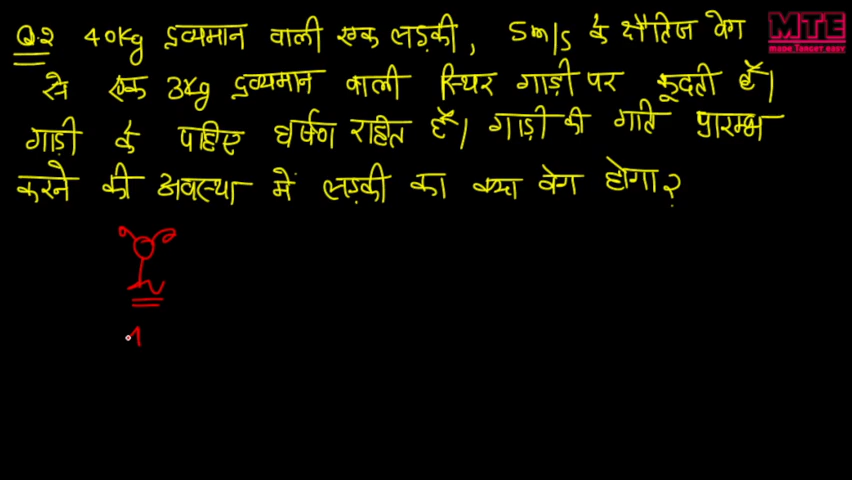 Q.2 40Kg द्रव्यमान वाली एक लड़की, 5m/s के क्षैतिज वेग
से एक 3Kg द्रव्यमान वाली स्थिर गाड़ी पर कूदती है।
गाड़ी के पहिए घर्षण रहित हैं। गाड़ी की गति प्रारम्भ
करने की अवस्था में लड़की का क्या वेग होगा?
MTE
made Target easy